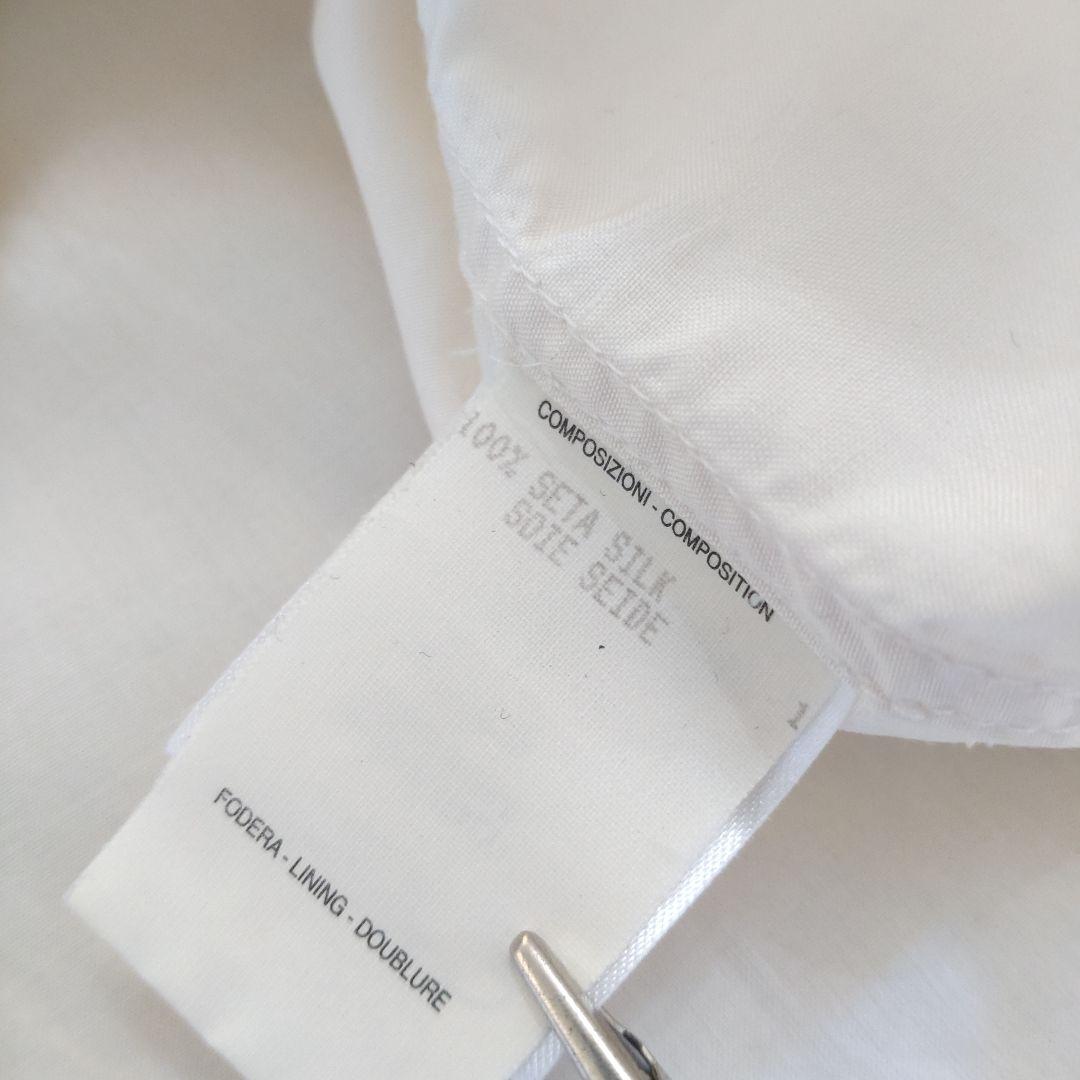 COMPOSIZIONI - COMPOSITION
100% SETA SILK
SOIE SEIDE
FODERA - LINING - DOUBLURE